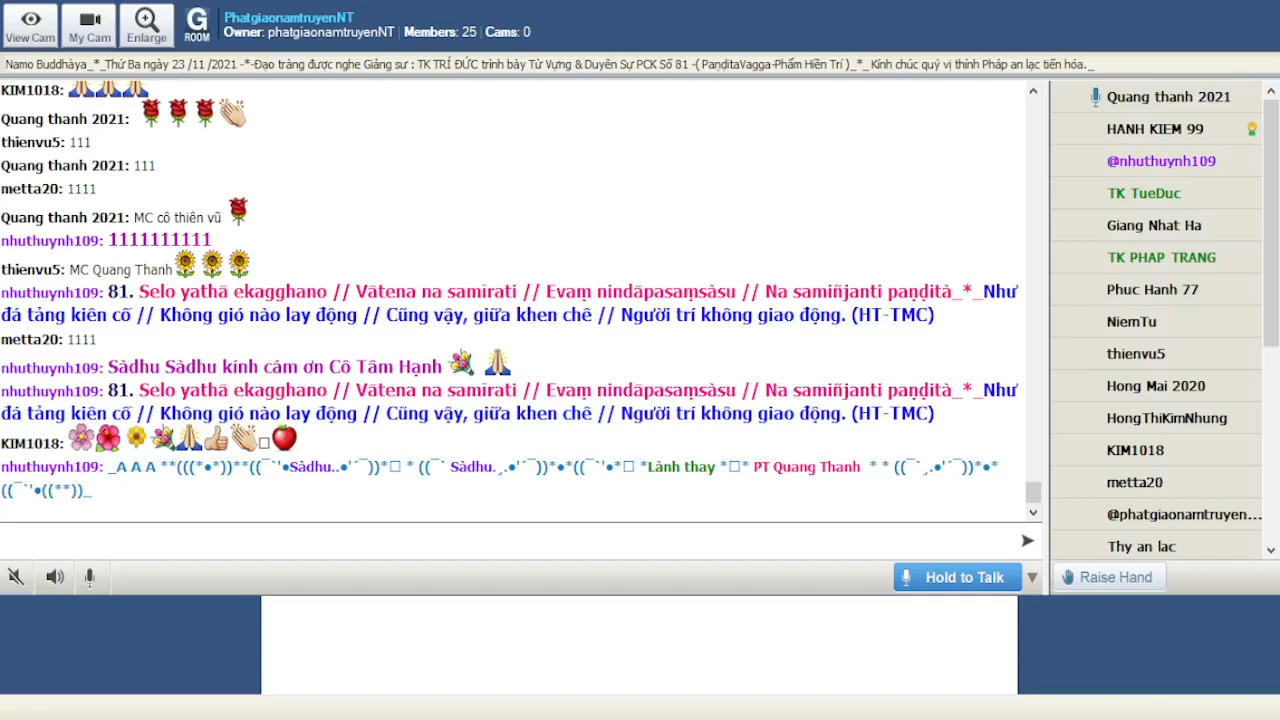 View Cam
My Cam
Enlarge
G
ROOM
PhatgiaonamtruyenNT
Owner: phatgiaonamtruyenNT | Members: 25 | Cams: 0
Namo Buddhàya_*_Thứ Ba ngày 23 /11 /2021 -*-Đạo tràng được nghe Giảng sư : TK TRÍ ĐỨC trình bày Từ Vựng & Duyên Sự PCK Số 81 -( PaṇḍitaVagga-Phẩm Hiền Trí )_*_ Kính chúc quý vị thính Pháp an lạc tiến hóa._
KIM1018:
Quang thanh 2021:
thienvu5: 111
Quang thanh 2021: 111
metta20: 1111
Quang thanh 2021: MC cô thiên vũ
nhuthuynh109: 1111111111
thienvu5: MC Quang Thanh
nhuthuynh109: 81. Selo yathā ekagghano // Vātena na samīrati // Evaṃ nindāpasaṃsàsu // Na samiñjanti paṇḍità_*_Như
đá tảng kiên cố // Không gió nào lay động // Cũng vậy, giữa khen chê // Người trí không giao động. (HT-TMC)
metta20: 1111
nhuthuynh109: Sàdhu Sàdhu kính cám ơn Cô Tâm Hạnh
nhuthuynh109: 81. Selo yathā ekagghano // Vātena na samīrati // Evaṃ nindāpasaṃsàsu // Na samiñjanti paṇḍità_*_Như
đá tảng kiên cố // Không gió nào lay động // Cũng vậy, giữa khen chê // Người trí không giao động. (HT-TMC)
KIM1018:
nhuthuynh109: _A A A **(((*•*))**((¯`'•Sàdhu..•'´¯))*□ * ((¯` Sàdhu.¸.•'´¯))*•*((¯`'•*□ *Lành thay *□* PT Quang Thanh * * ((¯`¸.•'´¯))*•*
((¯`'•((**))_
Hold to Talk
Quang thanh 2021
HANH KIEM 99
@nhuthuynh109
TK TueDuc
Giang Nhat Ha
TK PHAP TRANG
Phuc Hanh 77
NiemTu
thienvu5
Hong Mai 2020
HongThiKimNhung
KIM1018
metta20
@phatgiaonamtruyen...
Thy an lac
Raise Hand